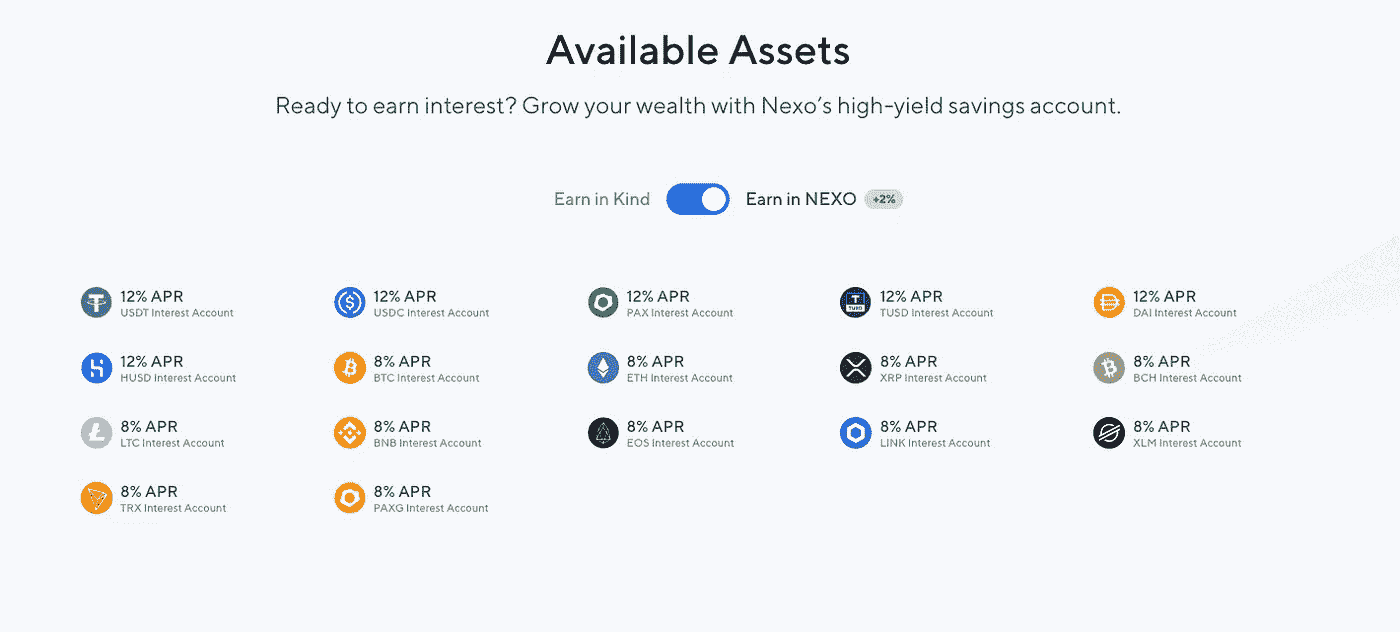 Available Assets
Ready to earn interest? Grow your wealth with Nexo's high-yield savings account.
Earn in Kind Earn in NEXO +2%
12% APR
USDT Interest Account
12% APR
USDC Interest Account
12% APR
PAX Interest Account
12% APR
TUSD Interest Account
12% APR
DAI Interest Account
12% APR
HUSD Interest Account
8% APR
BTC Interest Account
8% APR
ETH Interest Account
8% APR
XRP Interest Account
8% APR
BCH Interest Account
8% APR
LTC Interest Account
8% APR
BNB Interest Account
8% APR
EOS Interest Account
8% APR
LINK Interest Account
8% APR
XLM Interest Account
8% APR
TRX Interest Account
8% APR
PAXG Interest Account